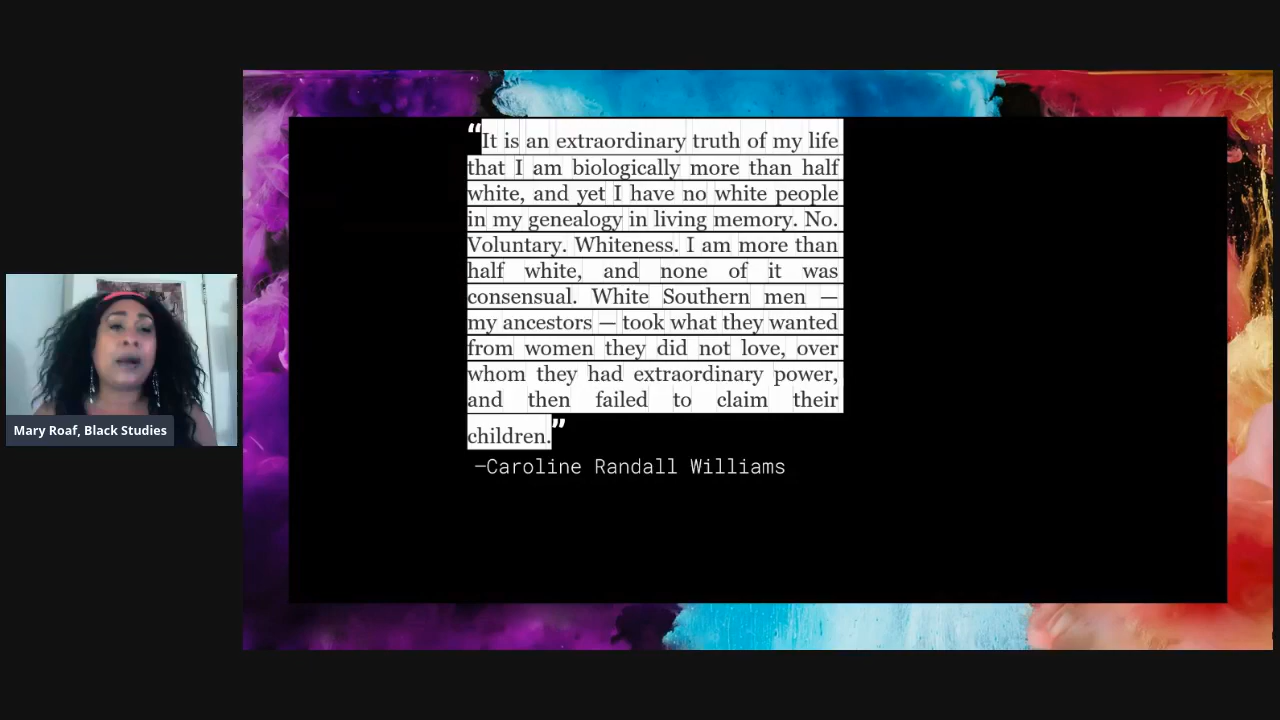 “It is an extraordinary truth of my life
that I am biologically more than half
white, and yet I have no white people
in my genealogy in living memory. No.
Voluntary. Whiteness. I am more than
half white, and none of it was
consensual. White Southern men —
my ancestors — took what they wanted
from women they did not love, over
whom they had extraordinary power,
and then failed to claim their
children.”
—Caroline Randall Williams
Mary Roaf, Black Studies